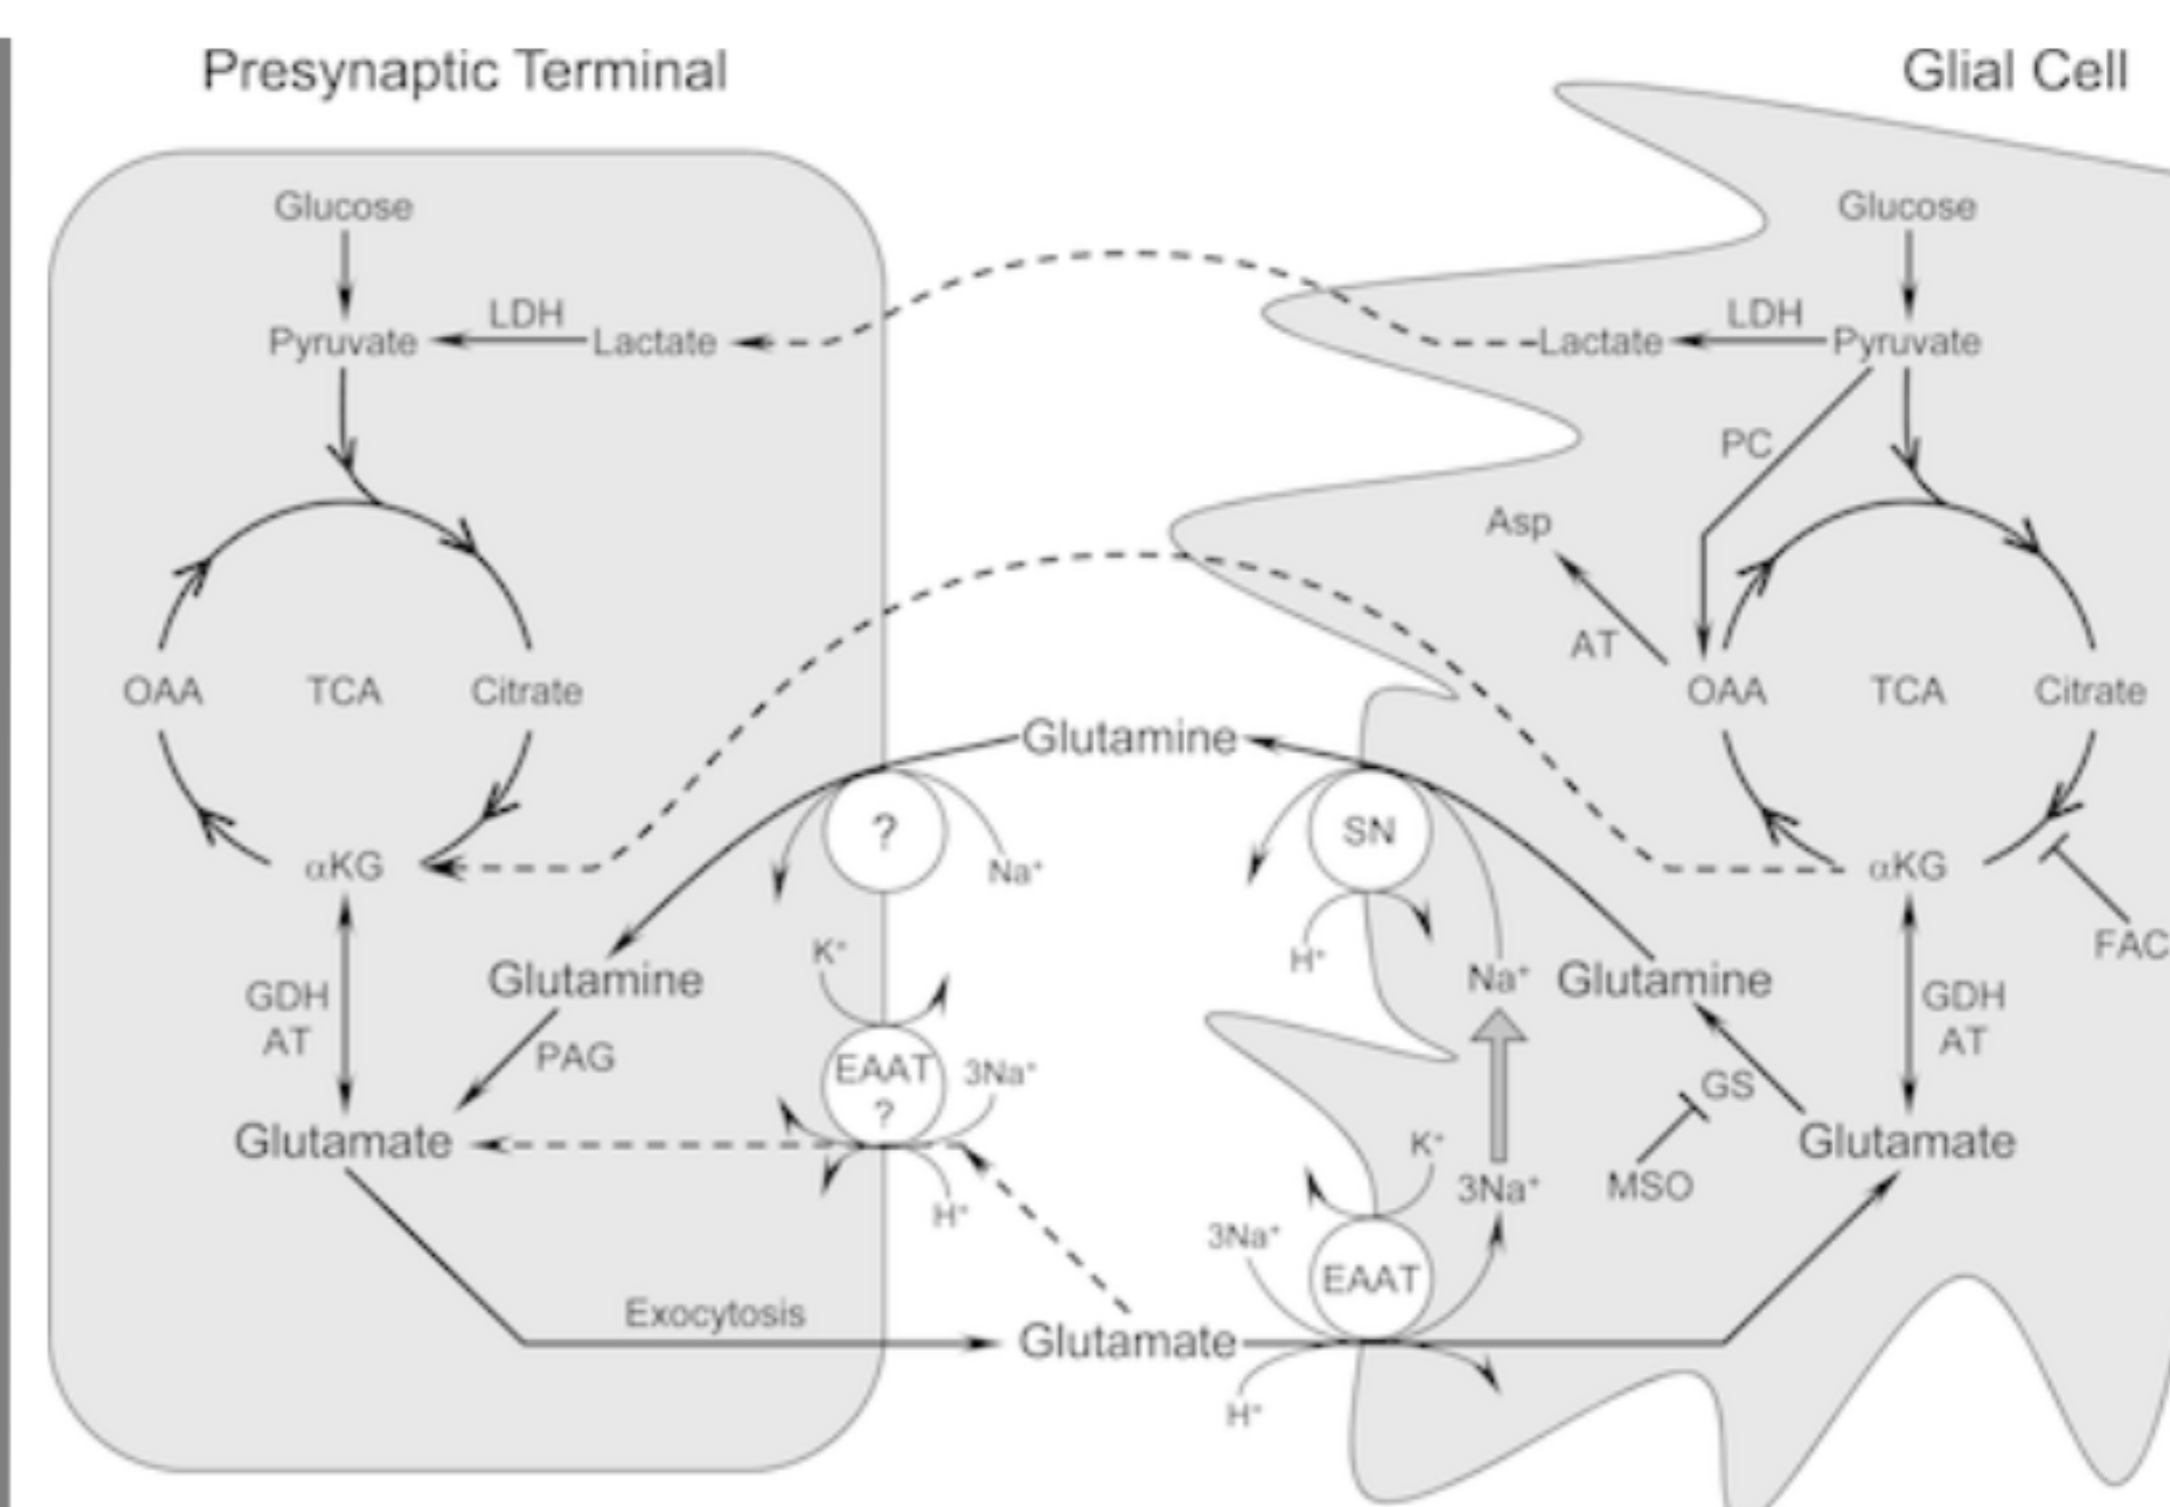 Presynaptic Terminal
Glial Cell
Glucose
Glucose
Pyruvate
LDH
Lactate
Lactate
LDH
Pyruvate
PC
Asp
AT
OAA
TCA
Citrate
OAA
TCA
Citrate
Glutamine
?
Na⁺
SN
H⁺
αKG
αKG
FAC
K⁺
Glutamine
Na⁺
Glutamine
GDH
AT
PAG
GDH
AT
EAAT
?
3Na⁺
GS
Glutamate
H⁺
K⁺
3Na⁺
MSO
Glutamate
3Na⁺
EAAT
Exocytosis
Glutamate
H⁺